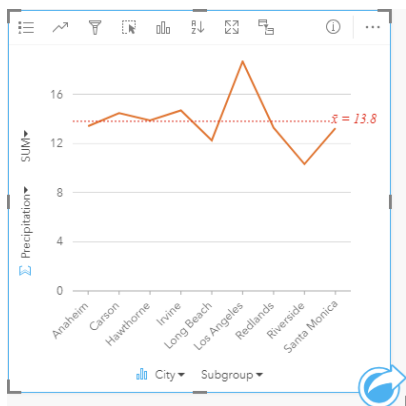 16
12
8
4
0
SUM
Precipitation
x̄ = 13.8
Anaheim
Carson
Hawthorne
Irvine
Long Beach
Los Angeles
Redlands
Riverside
Santa Monica
City
Subgroup